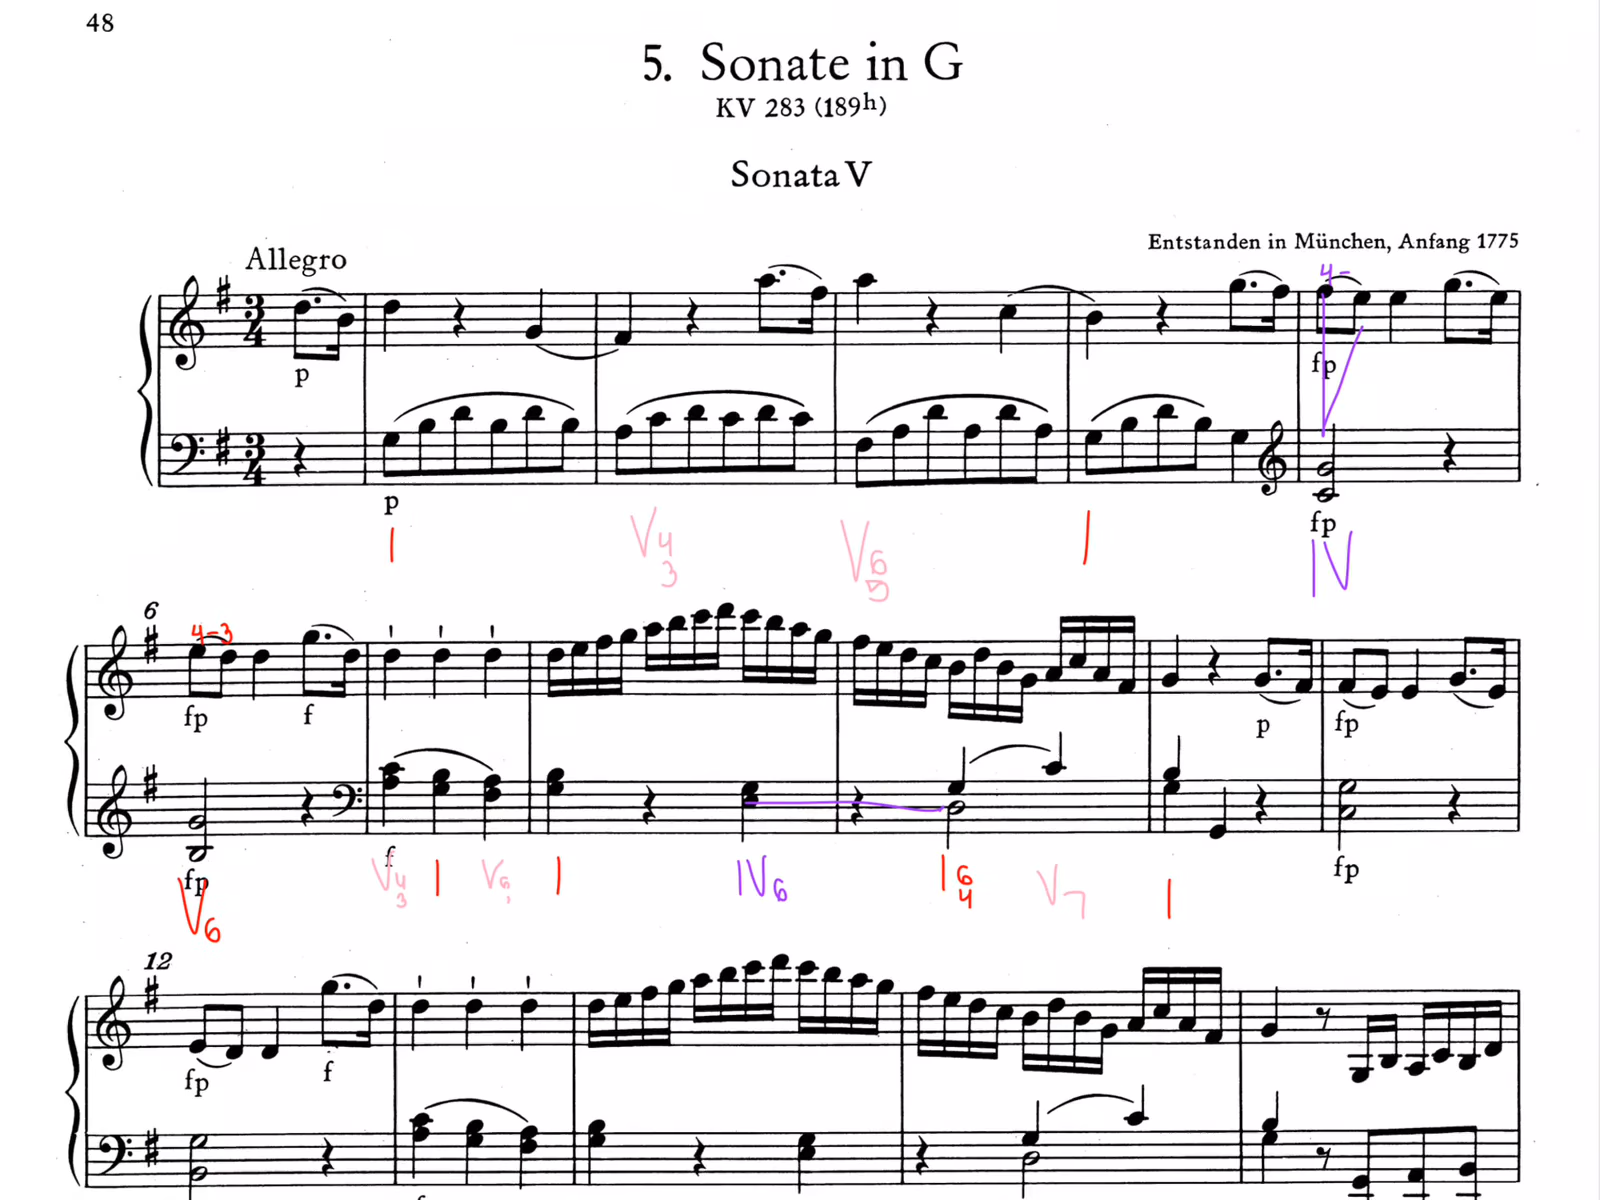 48
5. Sonate in G
KV 283 (189h)
Sonata V
Entstanden in München, Anfang 1775
Allegro
4-
p
fp
p
fp
I V4 V6 I IV
3 5
6
4-3
fp f p fp
f
fp fp
V6 V4 I V6 I IV6 I6 V7 I
3 4
12
fp f